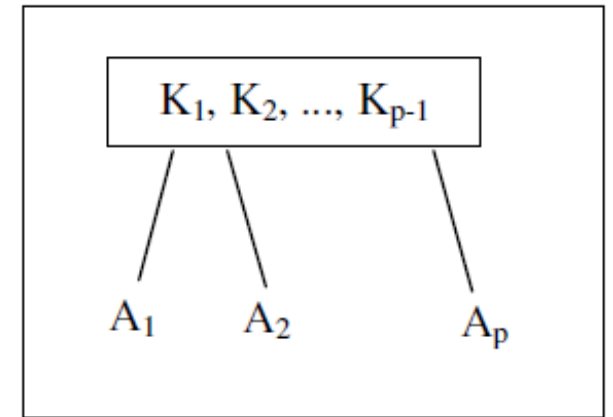 K₁, K₂, ..., Kₚ₋₁
A₁ A₂ Aₚ